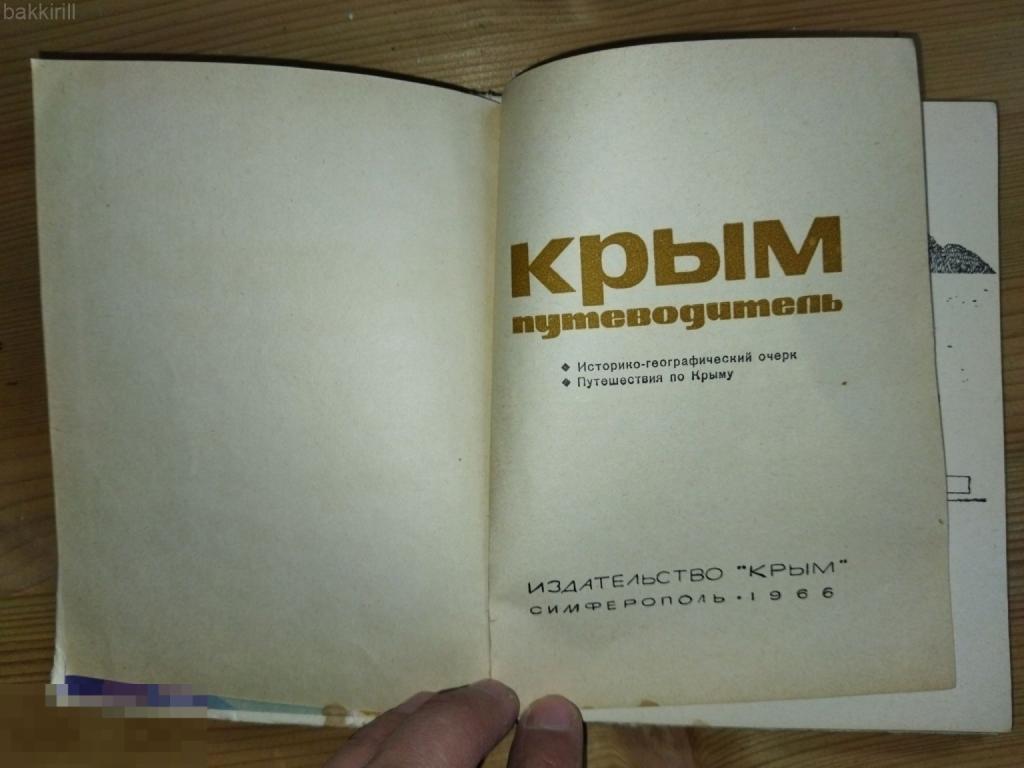 bakkirill
крым
путеводитель
❖ Историко-географический очерк
❖ Путешествия по Крыму
ИЗДАТЕЛЬСТВО "КРЫМ"
СИМФЕРОПОЛЬ • 1966